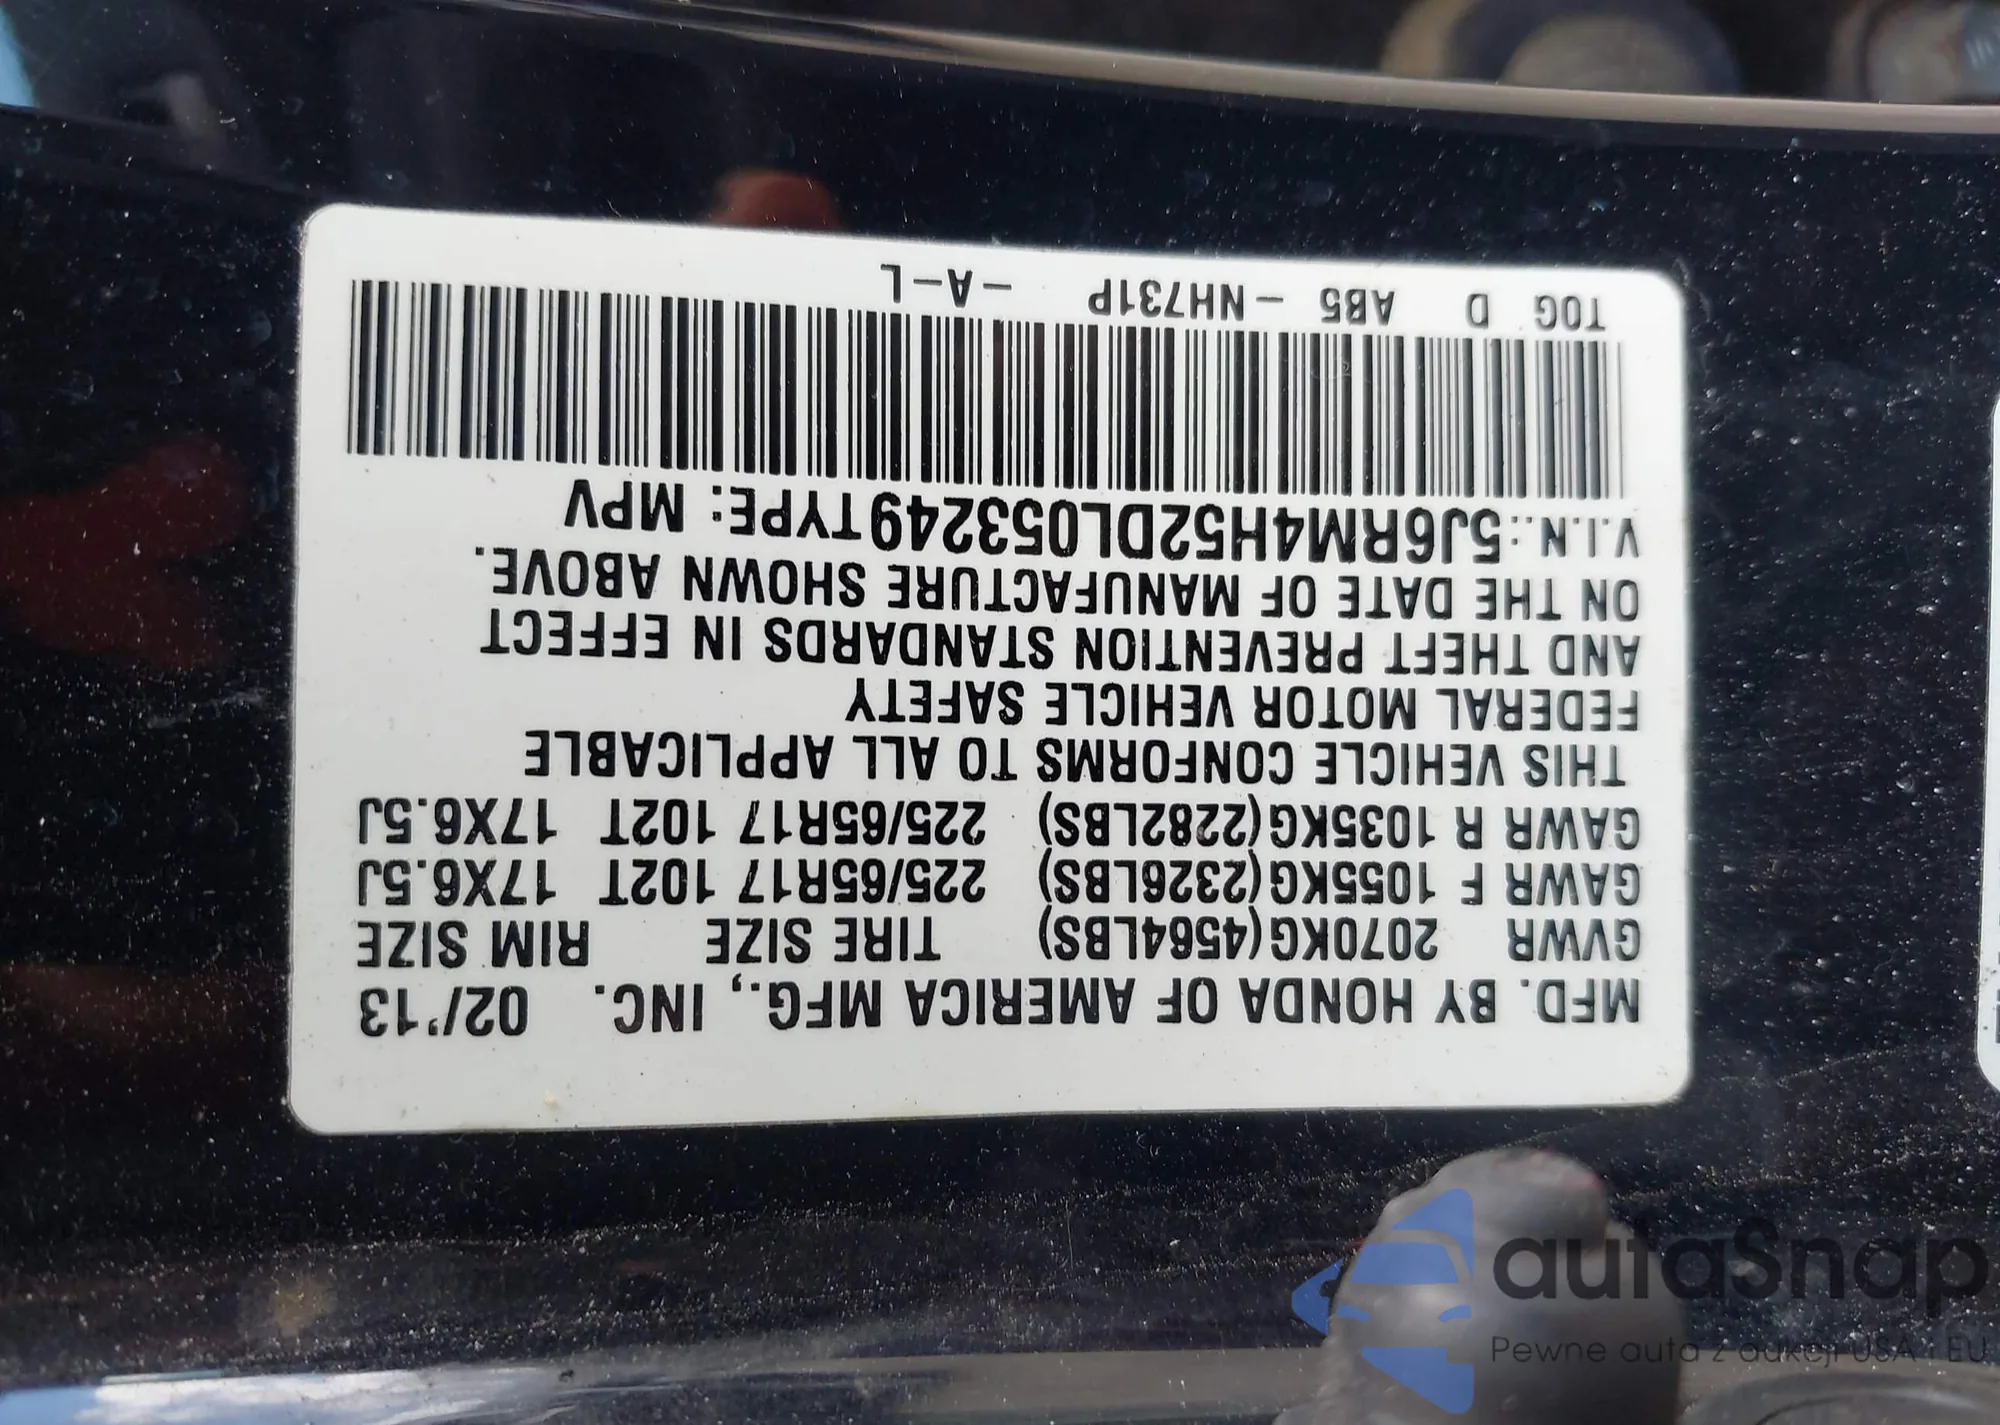 MFD. BY HONDA OF AMERICA MFG., INC. 02/'13
GVWR 2070KG(4564LBS) TIRE SIZE RIM SIZE
GAWR F 1055KG(2326LBS) 225/65R17 102T 17X6.5J
GAWR R 1035KG(2282LBS) 225/65R17 102T 17X6.5J
THIS VEHICLE CONFORMS TO ALL APPLICABLE
FEDERAL MOTOR VEHICLE SAFETY
AND THEFT PREVENTION STANDARDS IN EFFECT
ON THE DATE OF MANUFACTURE SHOWN ABOVE.
V.I.N.: 5J6RM4H52DL053249 TYPE: MPV
T0G D AB5 -NH731P -A-L
autaSnap
Pewne auta z aukcji USA i EU